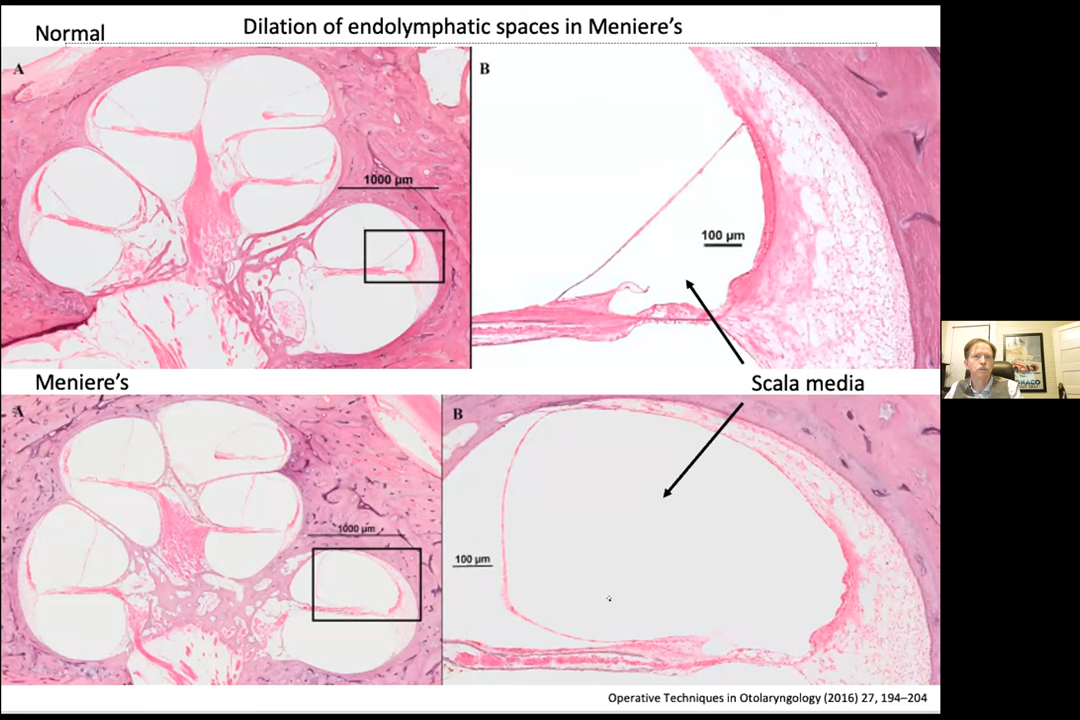 Normal
Dilation of endolymphatic spaces in Meniere's
A
B
1000 µm
100 µm
Meniere's
Scala media
A
B
1000 µm
100 µm
Operative Techniques in Otolaryngology (2016) 27, 194–204